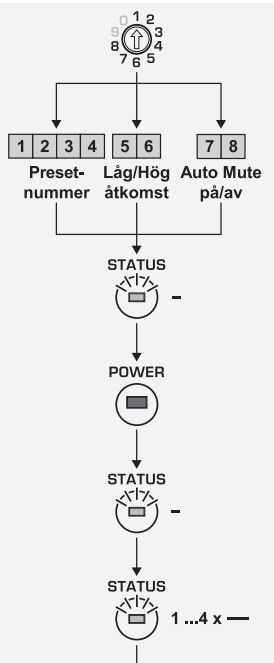 0 1 2
9 3
8 4
7 6 5
1 2 3 4 5 6 7 8
Preset-
nummer
Låg/Hög
åtkomst
Auto Mute
på/av
STATUS
–
POWER
STATUS
–
STATUS
1 ...4 x —